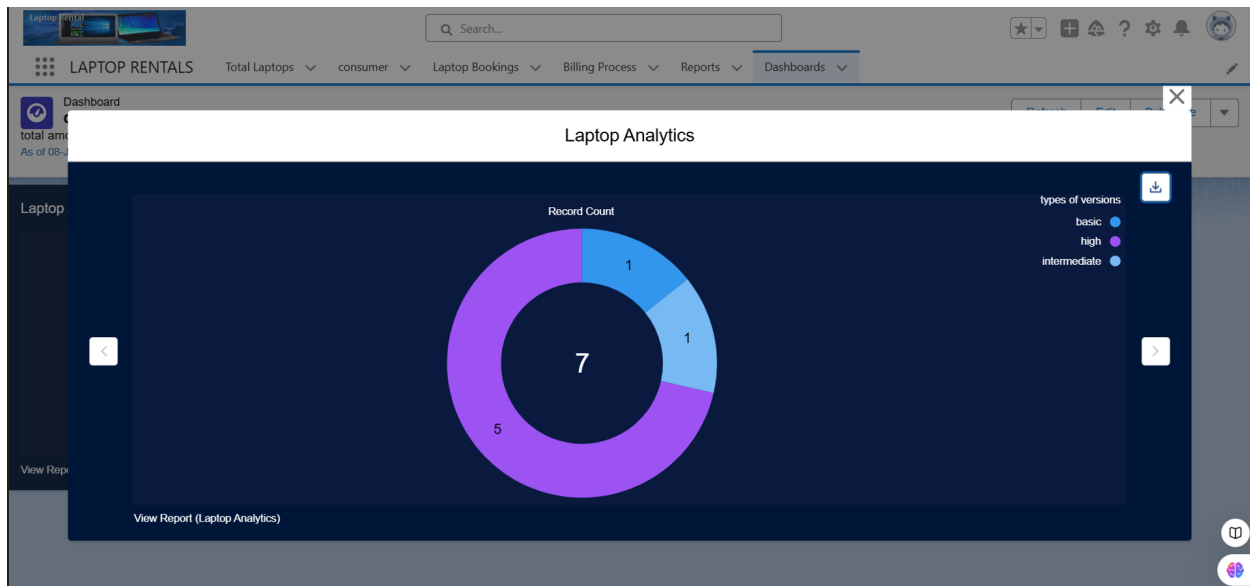 Laptop Rental
Search...
LAPTOP RENTALS
Total Laptops
consumer
Laptop Bookings
Billing Process
Reports
Dashboards
Dashboard
total amo
As of 08-J
Laptop Analytics
Laptop
types of versions
basic
high
intermediate
Record Count
1
1
7
5
View Repo
View Report (Laptop Analytics)